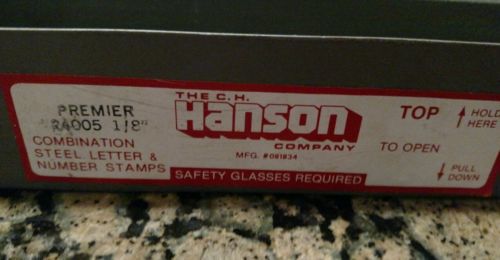 PREMIER
24005 1/8"
COMBINATION
STEEL LETTER &
NUMBER STAMPS
THE C.H.
Hanson
COMPANY
MFG. #081834
SAFETY GLASSES REQUIRED
TOP
HOLD
HERE
TO OPEN
PULL
DOWN